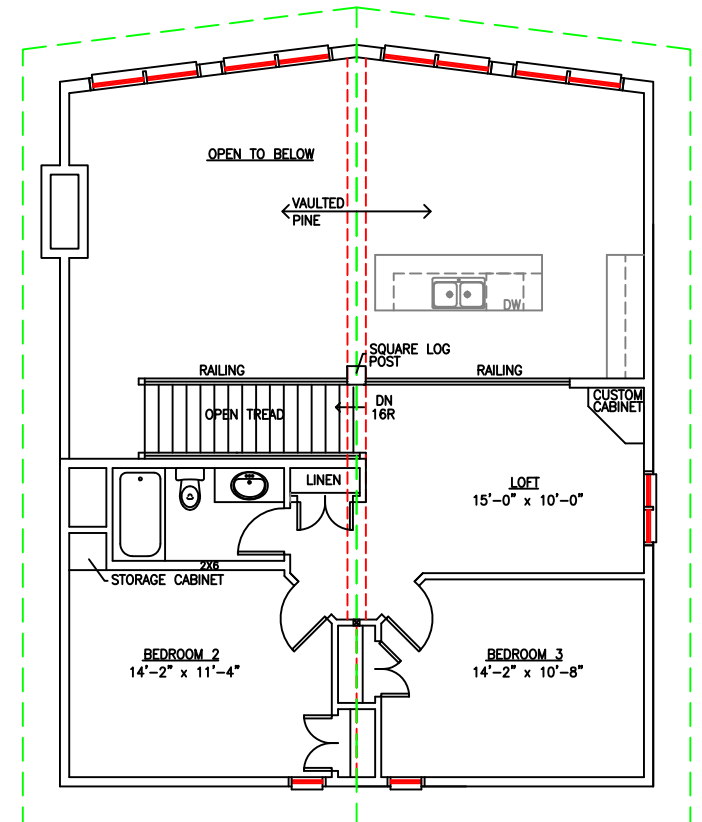 OPEN TO BELOW
VAULTED
PINE
DW
SQUARE LOG
POST
RAILING
RAILING
CUSTOM
CABINET
DN
16R
OPEN TREAD
LINEN
LOFT
15'-0" x 10'-0"
2X6
STORAGE CABINET
BEDROOM 2
14'-2" x 11'-4"
BEDROOM 3
14'-2" x 10'-8"